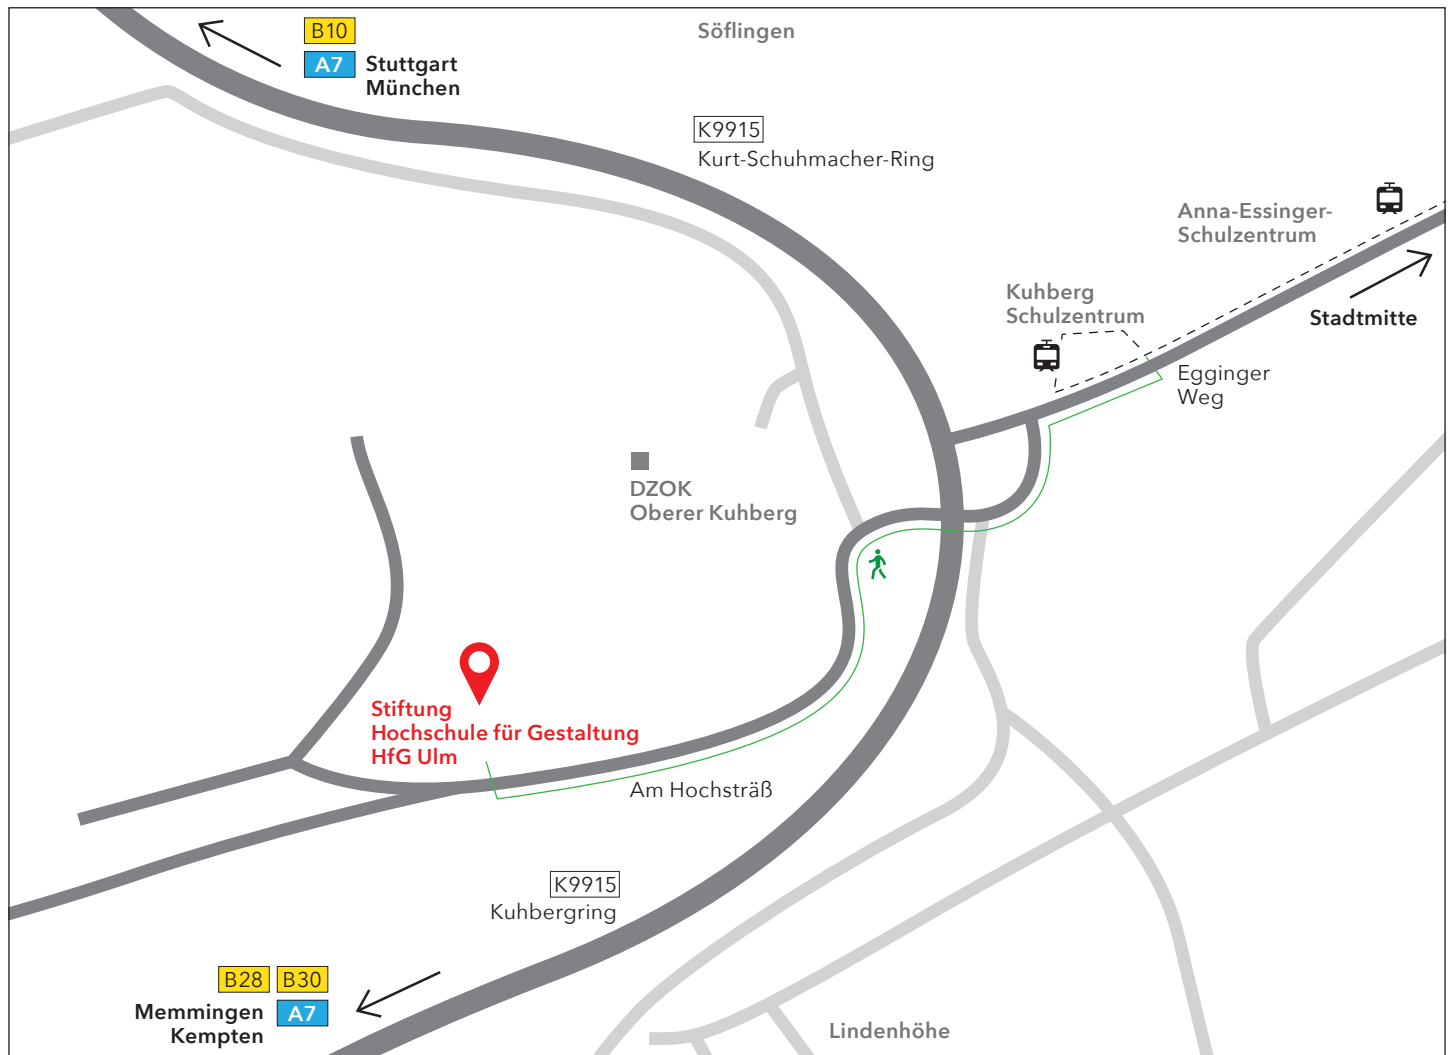 B10
A7
Stuttgart
München
Söflingen
K9915
Kurt-Schuhmacher-Ring
Anna-Essinger-
Schulzentrum
Kuhberg
Schulzentrum
Stadtmitte
Egginger
Weg
DZOK
Oberer Kuhberg
Stiftung
Hochschule für Gestaltung
HfG Ulm
Am Hochsträß
K9915
Kuhbergring
B28 B30
Memmingen A7
Kempten
Lindenhöhe